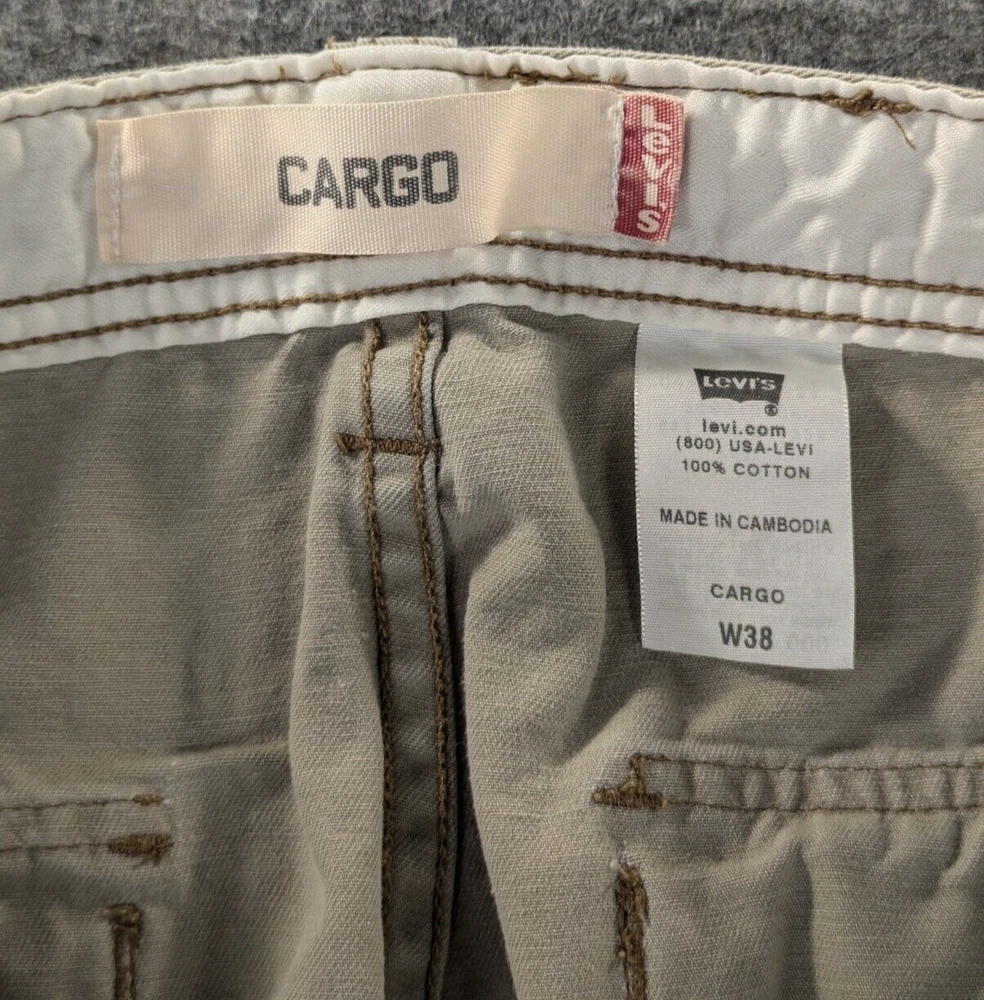 CARGO
Levi's
Levi's
®
levi.com
(800) USA-LEVI
100% COTTON
MADE IN CAMBODIA
CARGO
W38